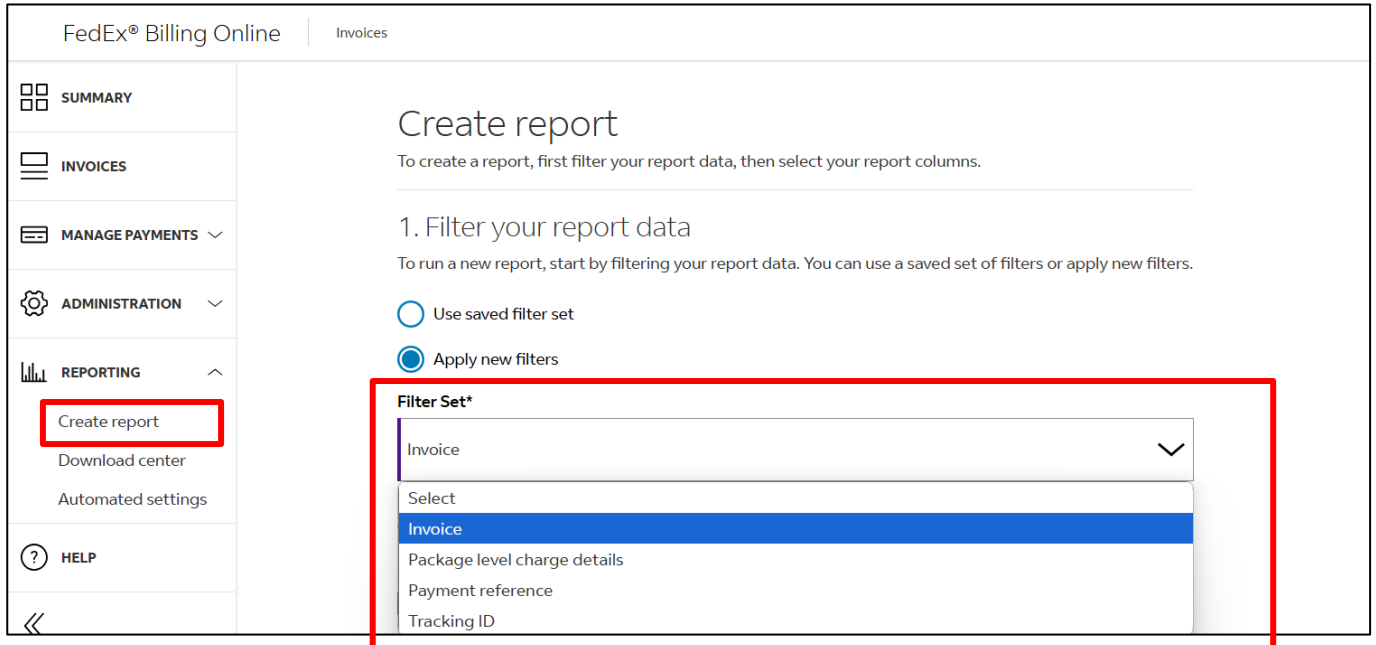 FedEx® Billing Online
Invoices
SUMMARY
INVOICES
MANAGE PAYMENTS
ADMINISTRATION
REPORTING
Create report
Download center
Automated settings
? HELP
Create report
To create a report, first filter your report data, then select your report columns.
1. Filter your report data
To run a new report, start by filtering your report data. You can use a saved set of filters or apply new filters.
Use saved filter set
Apply new filters
Filter Set*
Invoice
Select
Invoice
Package level charge details
Payment reference
Tracking ID